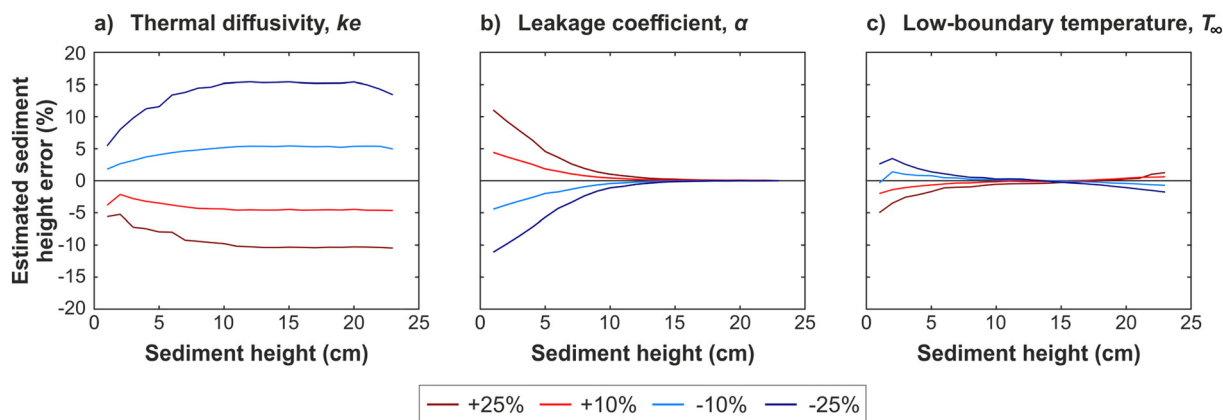 a) Thermal diffusivity, ke
b) Leakage coefficient, α
c) Low-boundary temperature, T∞
Estimated sediment
height error (%)
20
15
10
5
0
-5
-10
-15
-20
0 5 10 15 20 25
0 5 10 15 20 25
0 5 10 15 20 25
Sediment height (cm)
Sediment height (cm)
Sediment height (cm)
+25% +10% -10% -25%